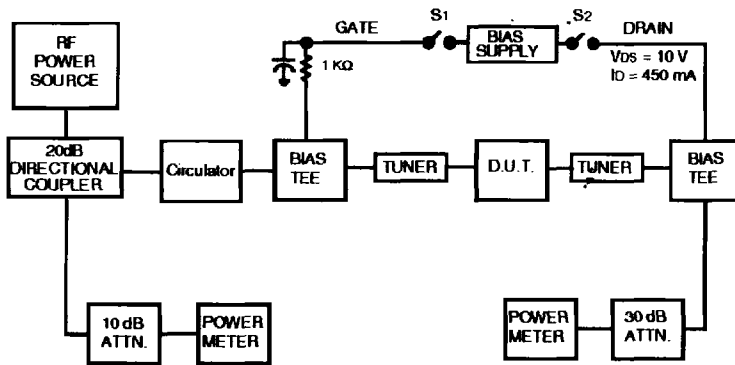 RF
POWER
SOURCE
GATE
S1
BIAS
SUPPLY
S2
DRAIN
VDS = 10 V
ID = 450 mA
1 KΩ
20dB
DIRECTIONAL
COUPLER
Circulator
BIAS
TEE
TUNER
D.U.T.
TUNER
BIAS
TEE
10 dB
ATTN.
POWER
METER
POWER
METER
30 dB
ATTN.